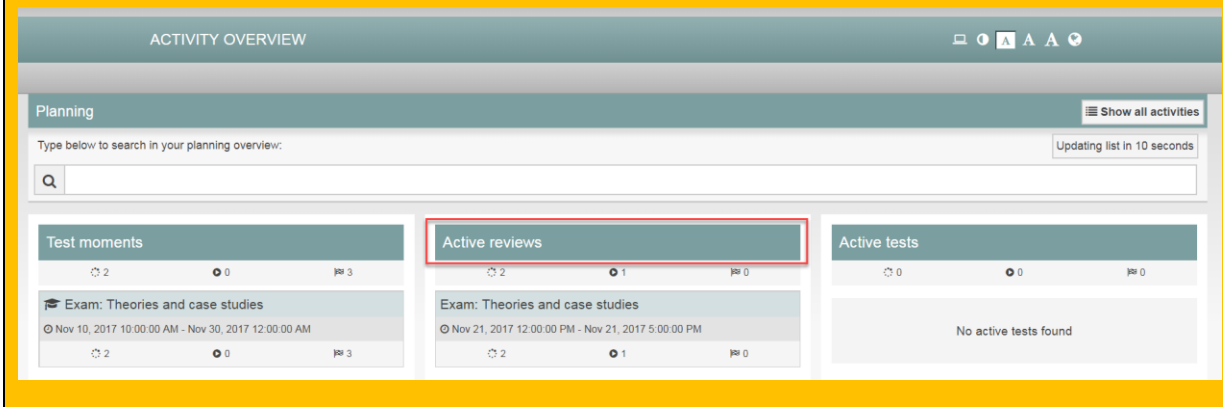 ACTIVITY OVERVIEW
A A A
Planning
Show all activities
Type below to search in your planning overview:
Updating list in 10 seconds
Test moments
2 0 3
Exam: Theories and case studies
Nov 10, 2017 10:00:00 AM - Nov 30, 2017 12:00:00 AM
2 0 3
Active reviews
2 1 0
Exam: Theories and case studies
Nov 21, 2017 12:00:00 PM - Nov 21, 2017 5:00:00 PM
2 1 0
Active tests
0 0 0
No active tests found